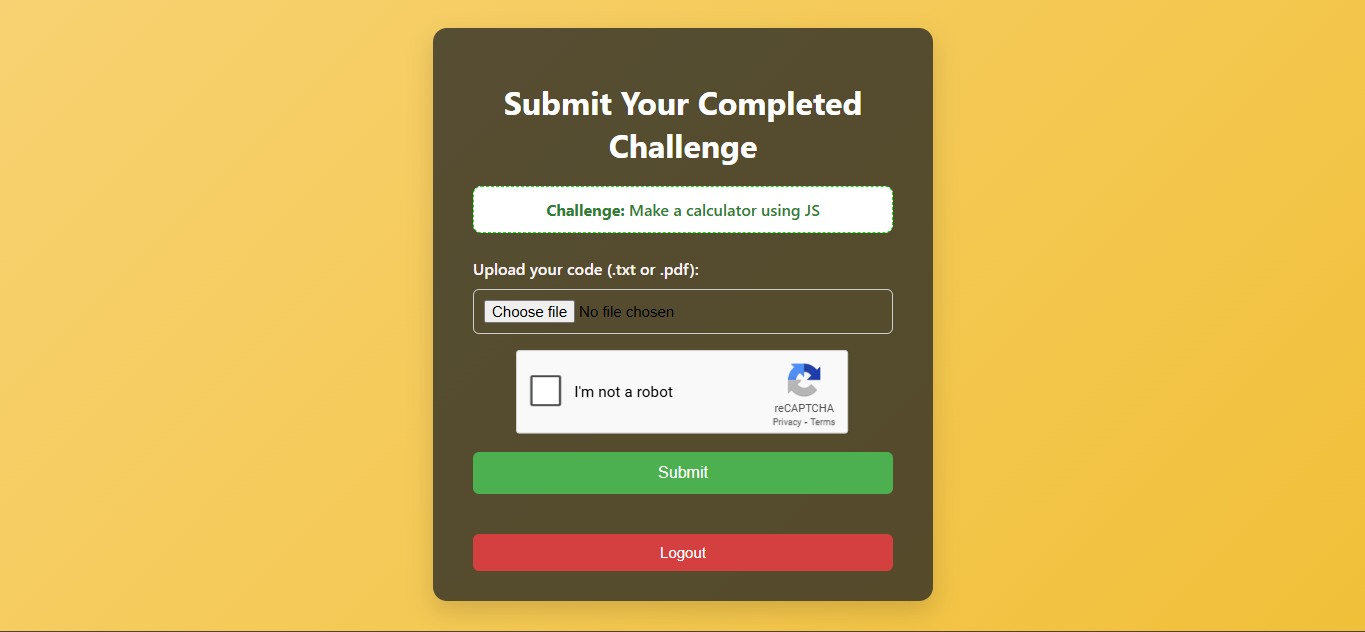 Submit Your Completed
Challenge
Challenge: Make a calculator using JS
Upload your code (.txt or .pdf):
Choose file No file chosen
I'm not a robot
reCAPTCHA
Privacy - Terms
Submit
Logout